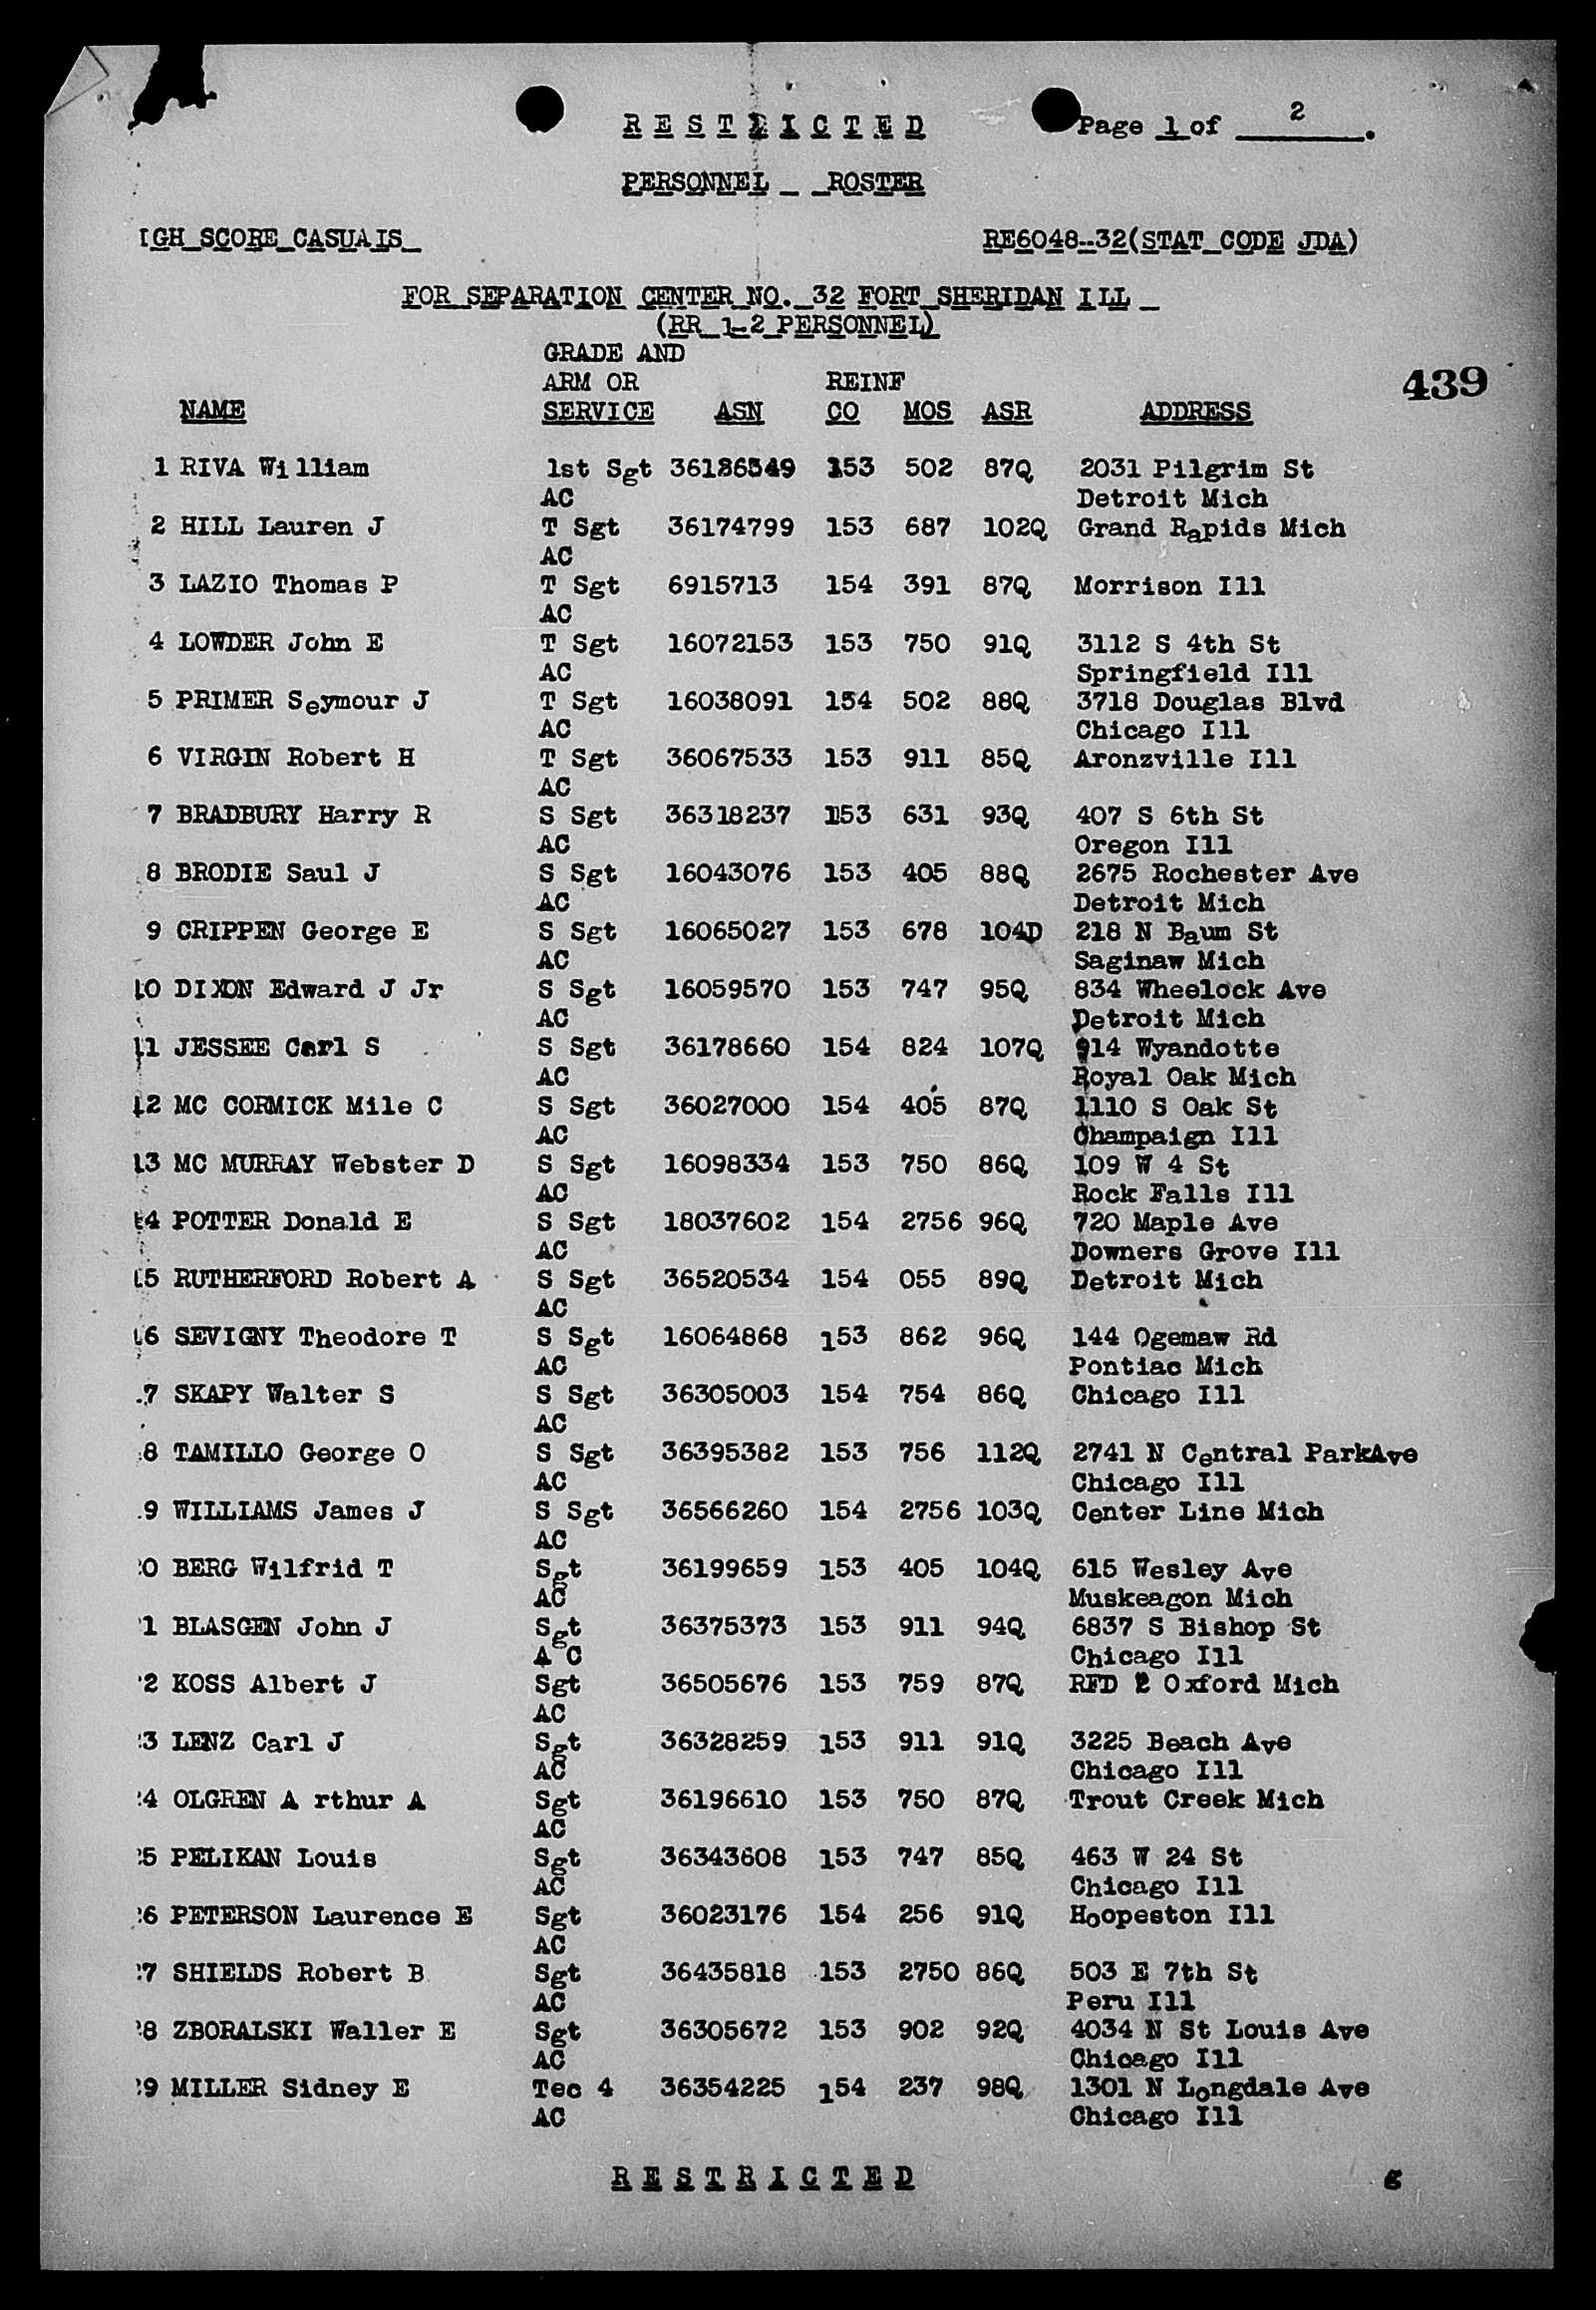 RESTRICTED
Page 1 of 2.
PERSONNEL ROSTER
IGH SCORE CASUALS
RE6048-32(STAT CODE JDA)
FOR SEPARATION CENTER NO. 32 FORT SHERIDAN ILL
(RR 1-2 PERSONNEL)
GRADE AND
ARM OR REINF
439
NAME SERVICE ASN CO MOS ASR ADDRESS
1 RIVA William 1st Sgt 36186549 153 502 87Q 2031 Pilgrim St
AC Detroit Mich
2 HILL Lauren J T Sgt 36174799 153 687 102Q Grand Rapids Mich
AC
3 LAZIO Thomas P T Sgt 6915713 154 391 87Q Morrison Ill
AC
4 LOWDER John E T Sgt 16072153 153 750 91Q 3112 S 4th St
AC Springfield Ill
5 PRIMER Seymour J T Sgt 16038091 154 502 88Q 3718 Douglas Blvd
AC Chicago Ill
6 VIRGIN Robert H T Sgt 36067533 153 911 85Q Aronzville Ill
AC
7 BRADBURY Harry R S Sgt 36318237 153 631 93Q 407 S 6th St
AC Oregon Ill
8 BRODIE Saul J S Sgt 16043076 153 405 88Q 2675 Rochester Ave
AC Detroit Mich
9 CRIPPEN George E S Sgt 16065027 153 678 104D 218 N Baum St
AC Saginaw Mich
10 DIXON Edward J Jr S Sgt 16059570 153 747 95Q 834 Wheelock Ave
AC Detroit Mich
11 JESSEE Carl S S Sgt 36178660 154 824 107Q 914 Wyandotte
AC Royal Oak Mich
12 MC CORMICK Mile C S Sgt 36027000 154 405 87Q 1110 S Oak St
AC Champaign Ill
13 MC MURRAY Webster D S Sgt 16098334 153 750 86Q 109 W 4 St
AC Rock Falls Ill
14 POTTER Donald E S Sgt 18037602 154 2756 96Q 720 Maple Ave
AC Downers Grove Ill
15 RUTHERFORD Robert A S Sgt 36520534 154 055 89Q Detroit Mich
AC
16 SEVIGNY Theodore T S Sgt 16064868 153 862 96Q 144 Ogemaw Rd
AC Pontiac Mich
7 SKAPY Walter S S Sgt 36305003 154 754 86Q Chicago Ill
AC
8 TAMILLO George O S Sgt 36395382 153 756 112Q 2741 N Central ParkAve
AC Chicago Ill
9 WILLIAMS James J S Sgt 36566260 154 2756 103Q Center Line Mich
AC
0 BERG Wilfrid T Sgt 36199659 153 405 104Q 615 Wesley Ave
AC Muskeagon Mich
1 BLASGEN John J Sgt 36375373 153 911 94Q 6837 S Bishop St
A C Chicago Ill
2 KOSS Albert J Sgt 36505676 153 759 87Q RFD 2 Oxford Mich
AC
3 LENZ Carl J Sgt 36328259 153 911 91Q 3225 Beach Ave
AC Chicago Ill
4 OLGREN A rthur A Sgt 36196610 153 750 87Q Trout Creek Mich
AC
5 PELIKAN Louis Sgt 36343608 153 747 85Q 463 W 24 St
AC Chicago Ill
6 PETERSON Laurence E Sgt 36023176 154 256 91Q Hoopeston Ill
AC
7 SHIELDS Robert B Sgt 36435818 153 2750 86Q 503 E 7th St
AC Peru Ill
8 ZBORALSKI Waller E Sgt 36305672 153 902 92Q 4034 N St Louis Ave
AC Chicago Ill
9 MILLER Sidney E Tec 4 36354225 154 237 98Q 1301 N Longdale Ave
AC Chicago Ill
RESTRICTED